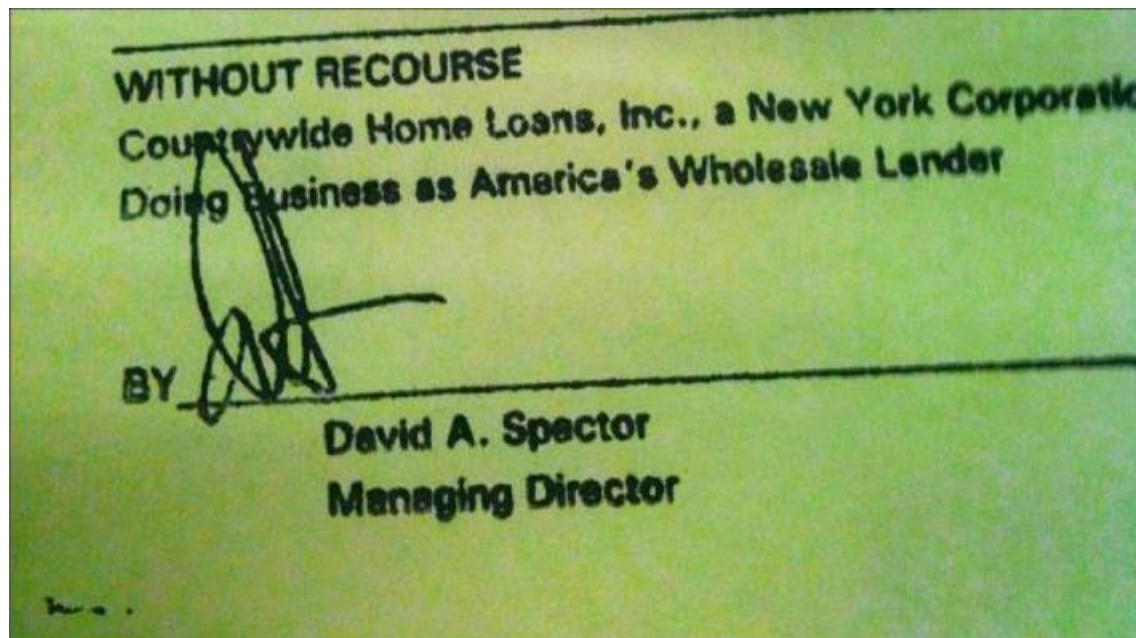 WITHOUT RECOURSE
Countrywide Home Loans, Inc., a New York Corporatio
Doing Business as America's Wholesale Lender
BY
David A. Spector
Managing Director